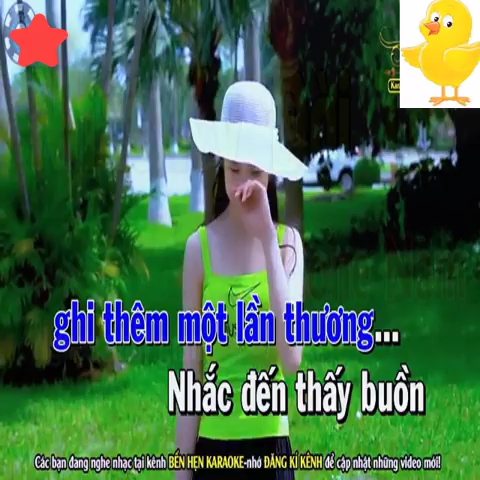 ghi thêm một lần thương...
Nhắc đến thấy buồn
Các bạn đang nghe nhạc tại kênh BẾN HẸN KARAOKE-nhớ ĐĂNG KÍ KÊNH để cập nhật những video mới!